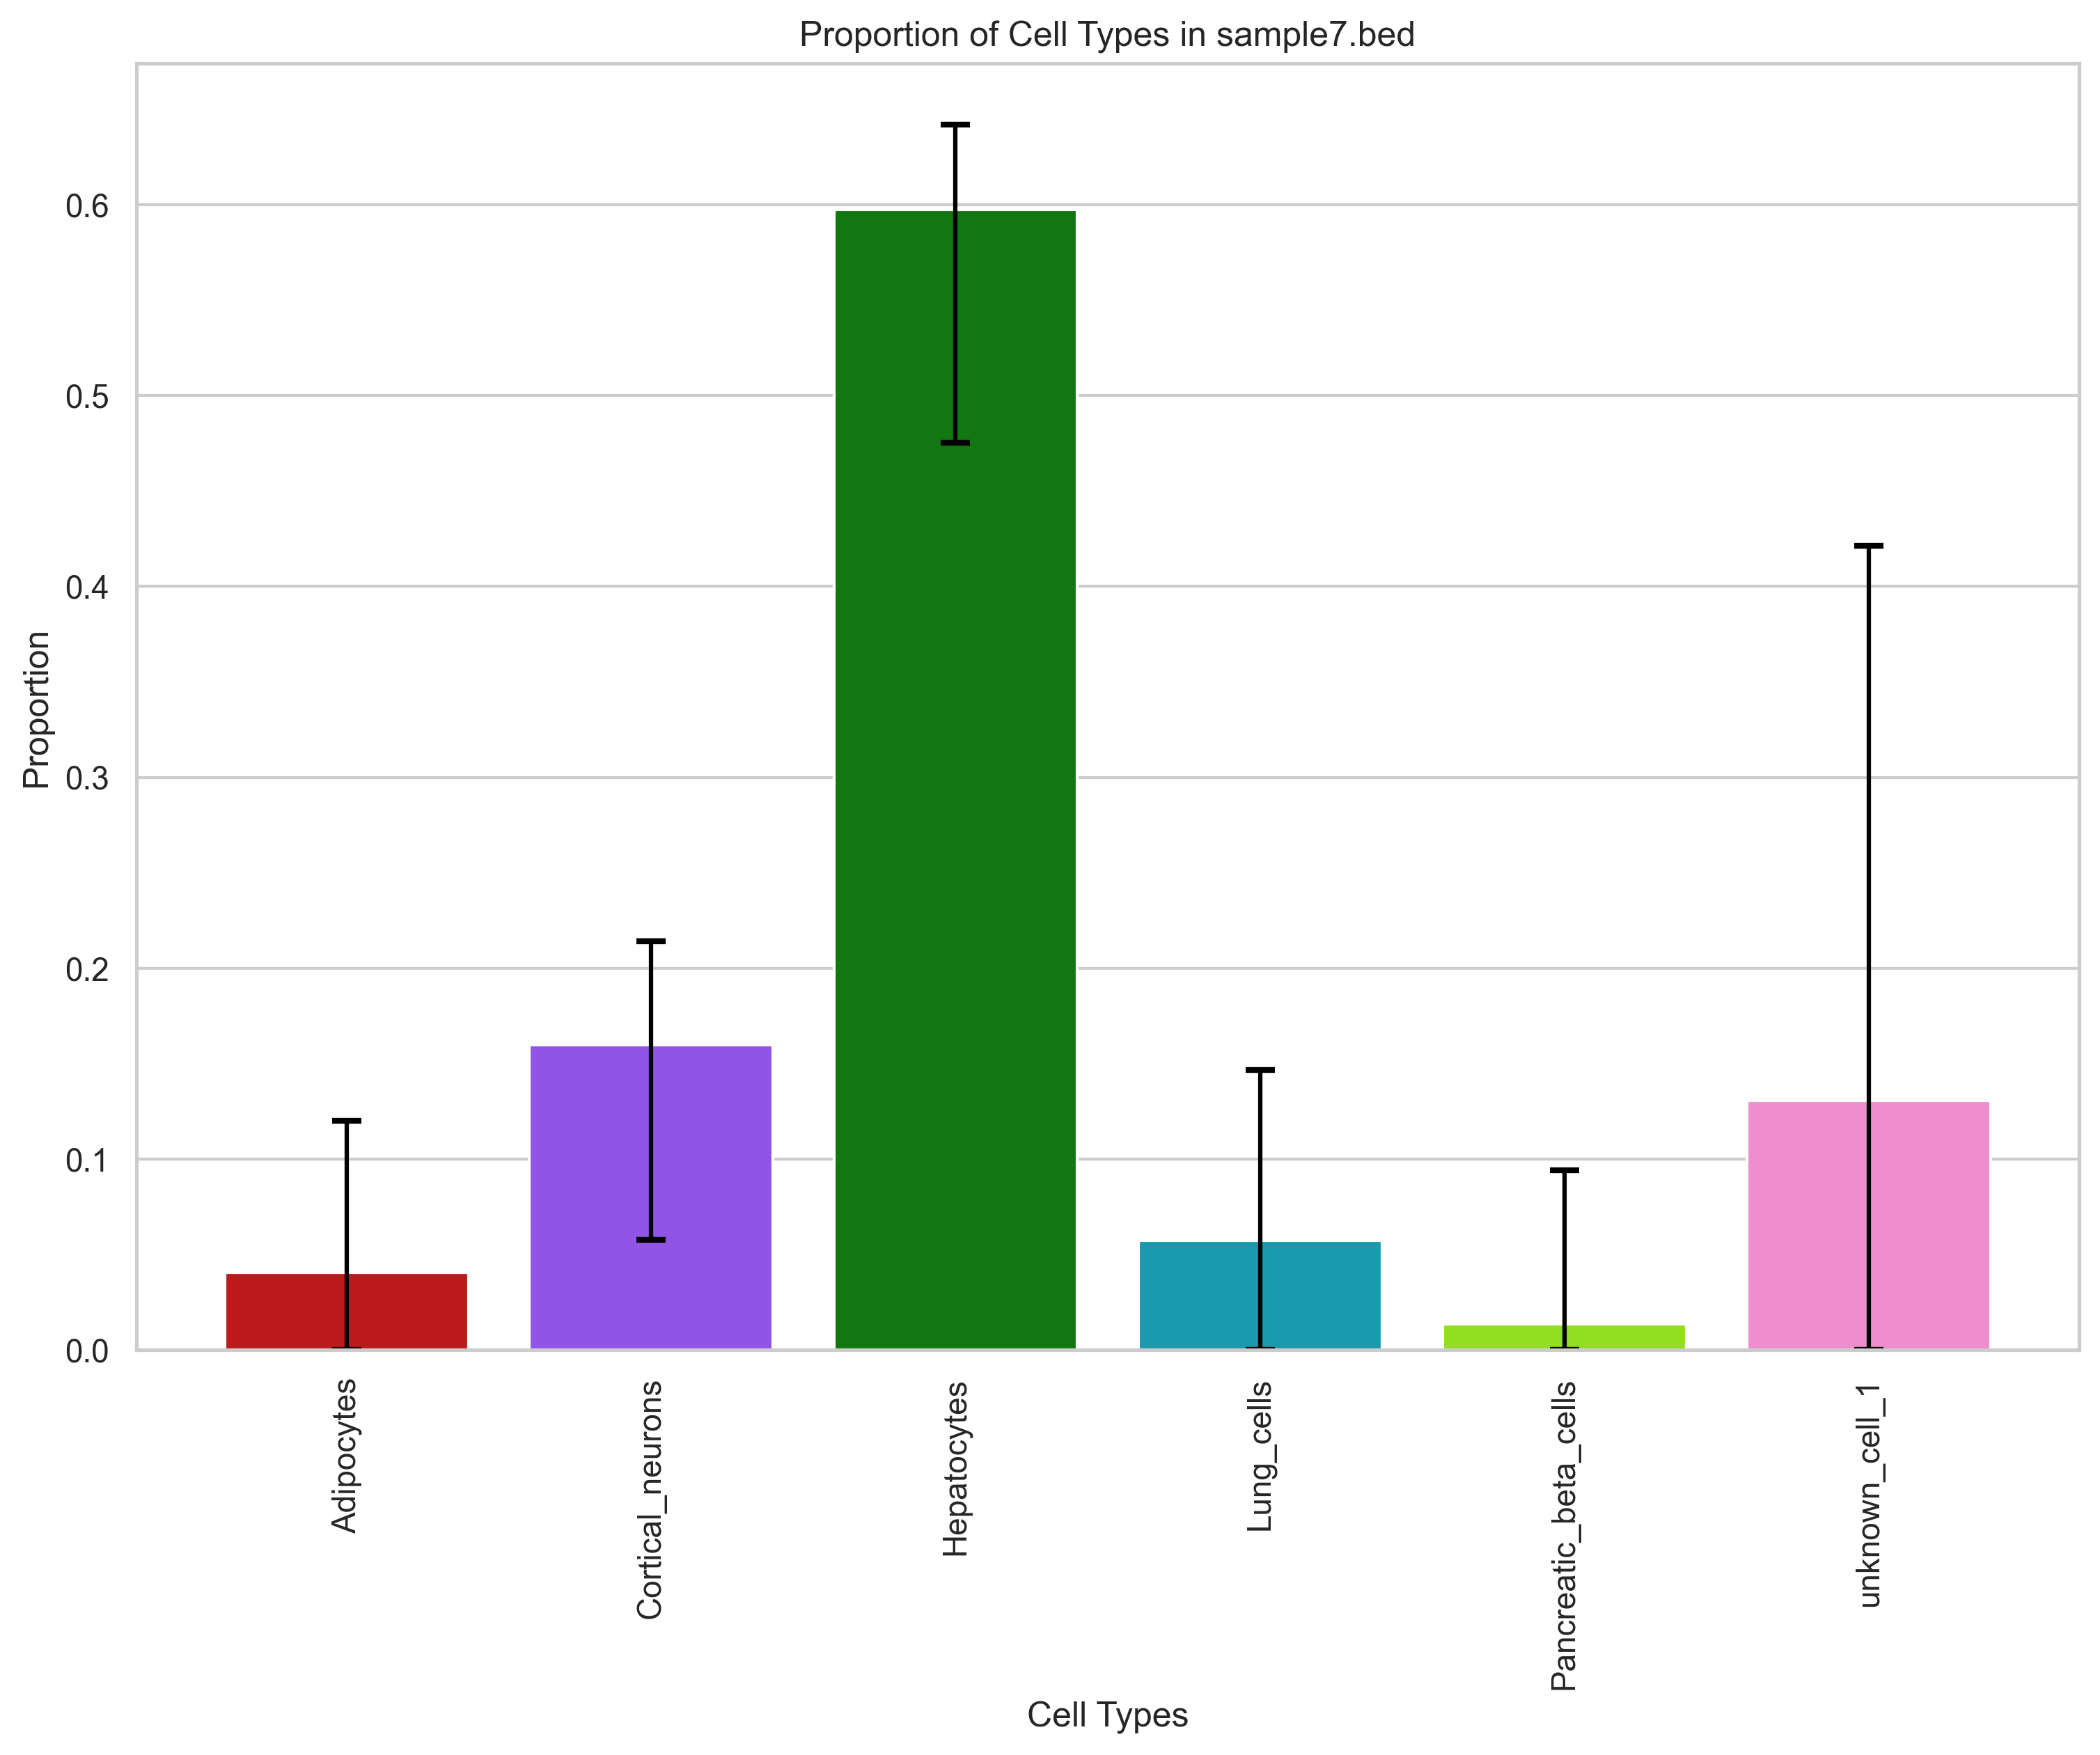 Proportion of Cell Types in sample7.bed
Proportion
0.6
0.5
0.4
0.3
0.2
0.1
0.0
Adipocytes
Cortical_neurons
Hepatocytes
Lung_cells
Pancreatic_beta_cells
unknown_cell_1
Cell Types